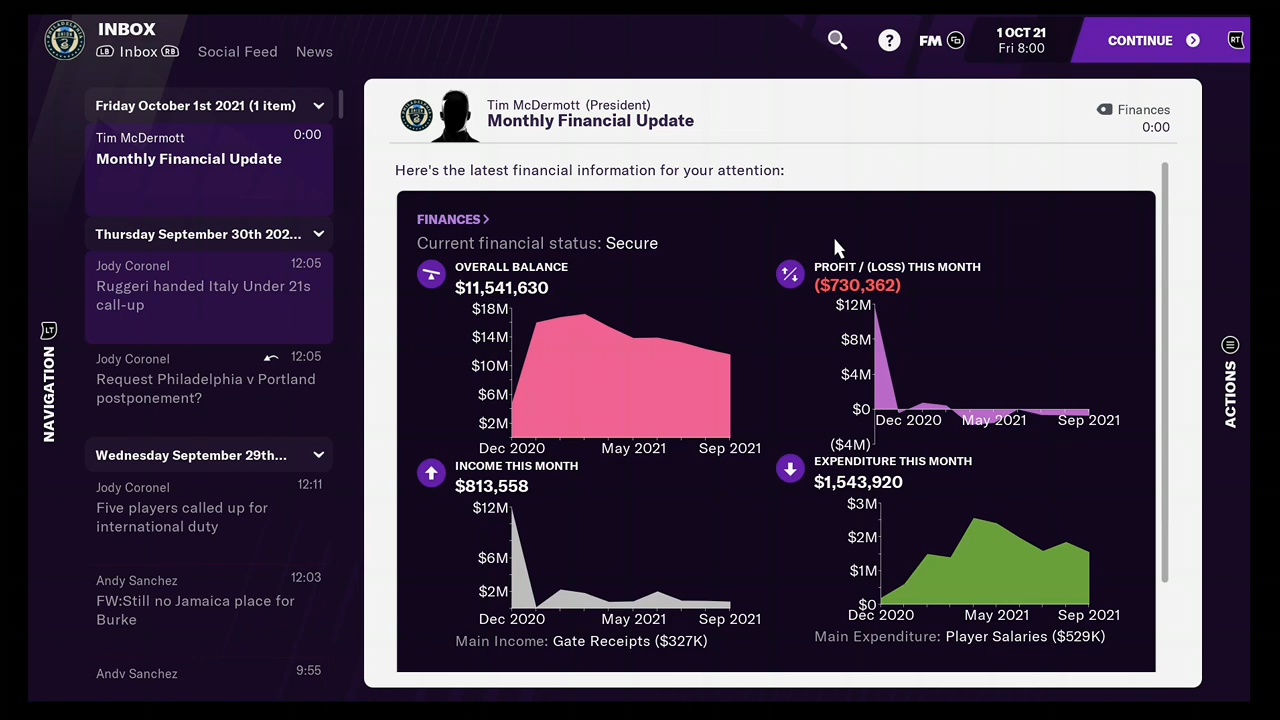 INBOX
LB Inbox RB
Social Feed
News
?
FM
1 OCT 21
Fri 8:00
CONTINUE
RT
LT
NAVIGATION
ACTIONS
Friday October 1st 2021 (1 item)
Tim McDermott
0:00
Monthly Financial Update
Thursday September 30th 202...
Jody Coronel
12:05
Ruggeri handed Italy Under 21s
call-up
Jody Coronel
12:05
Request Philadelphia v Portland
postponement?
Wednesday September 29th...
Jody Coronel
12:11
Five players called up for
international duty
Andy Sanchez
12:03
FW:Still no Jamaica place for
Burke
Andy Sanchez
9:55
Tim McDermott (President)
Monthly Financial Update
Finances
0:00
Here's the latest financial information for your attention:
FINANCES
Current financial status: Secure
OVERALL BALANCE
$11,541,630
$18M
$14M
$10M
$6M
$2M
Dec 2020
May 2021
Sep 2021
PROFIT / (LOSS) THIS MONTH
($730,362)
$12M
$8M
$4M
$0
($4M)
Dec 2020
May 2021
Sep 2021
INCOME THIS MONTH
$813,558
$12M
$6M
$2M
Dec 2020
May 2021
Sep 2021
Main Income: Gate Receipts ($327K)
EXPENDITURE THIS MONTH
$1,543,920
$3M
$2M
$1M
$0
Dec 2020
May 2021
Sep 2021
Main Expenditure: Player Salaries ($529K)